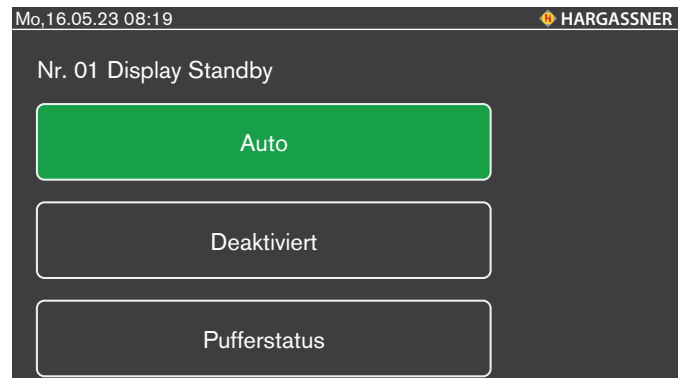 Mo,16.05.23 08:19 HARGASSNER
Nr. 01 Display Standby
Auto
Deaktiviert
Pufferstatus